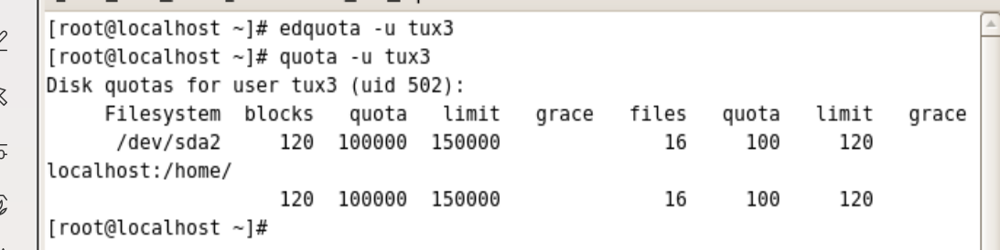 [root@localhost ~]# edquota -u tux3
[root@localhost ~]# quota -u tux3
Disk quotas for user tux3 (uid 502):
     Filesystem  blocks   quota   limit   grace   files   quota   limit   grace
      /dev/sda2     120  100000  150000              16     100     120
localhost:/home/
                    120  100000  150000              16     100     120
[root@localhost ~]#